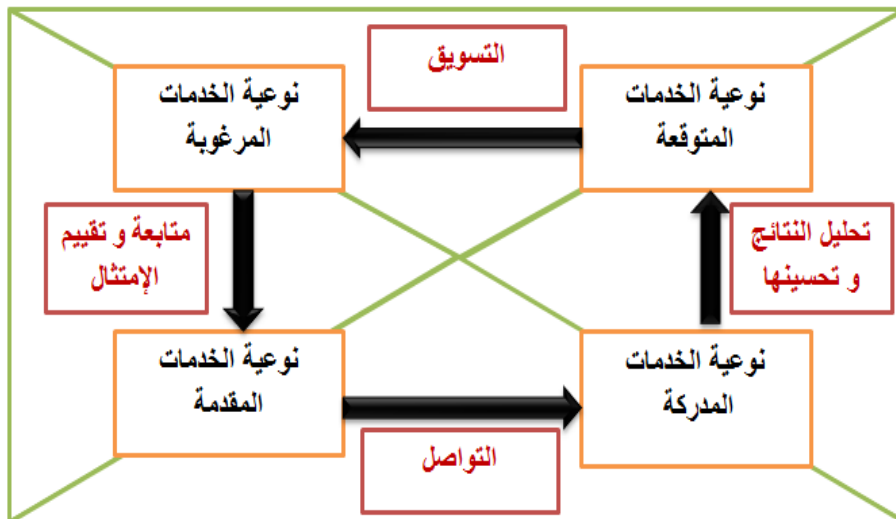 التسويق
نوعية الخدمات
المتوقعة
نوعية الخدمات
المرغوبة
تحليل النتائج
و تحسينها
متابعة و تقييم
الإمتثال
نوعية الخدمات
المدركة
نوعية الخدمات
المقدمة
التواصل